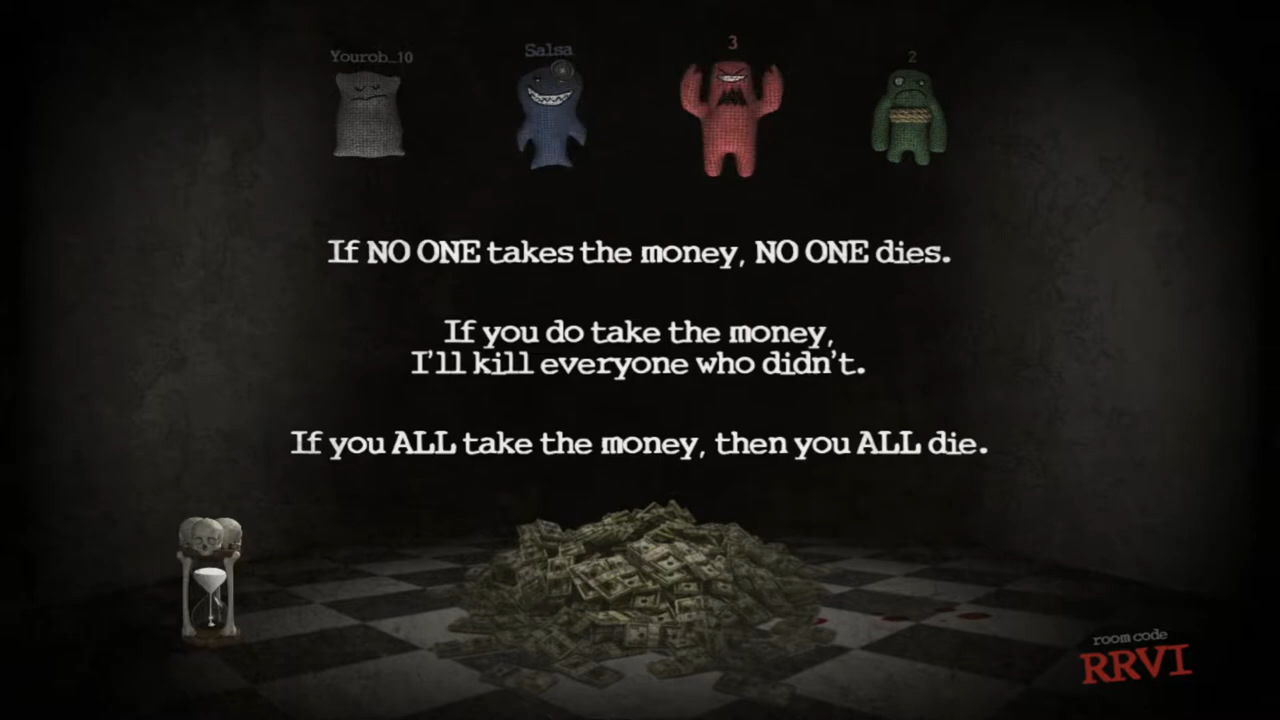 Yourob_10
Salsa
3
2
If NO ONE takes the money, NO ONE dies.
If you do take the money,
I'll kill everyone who didn't.
If you ALL take the money, then you ALL die.
room code
RRVI